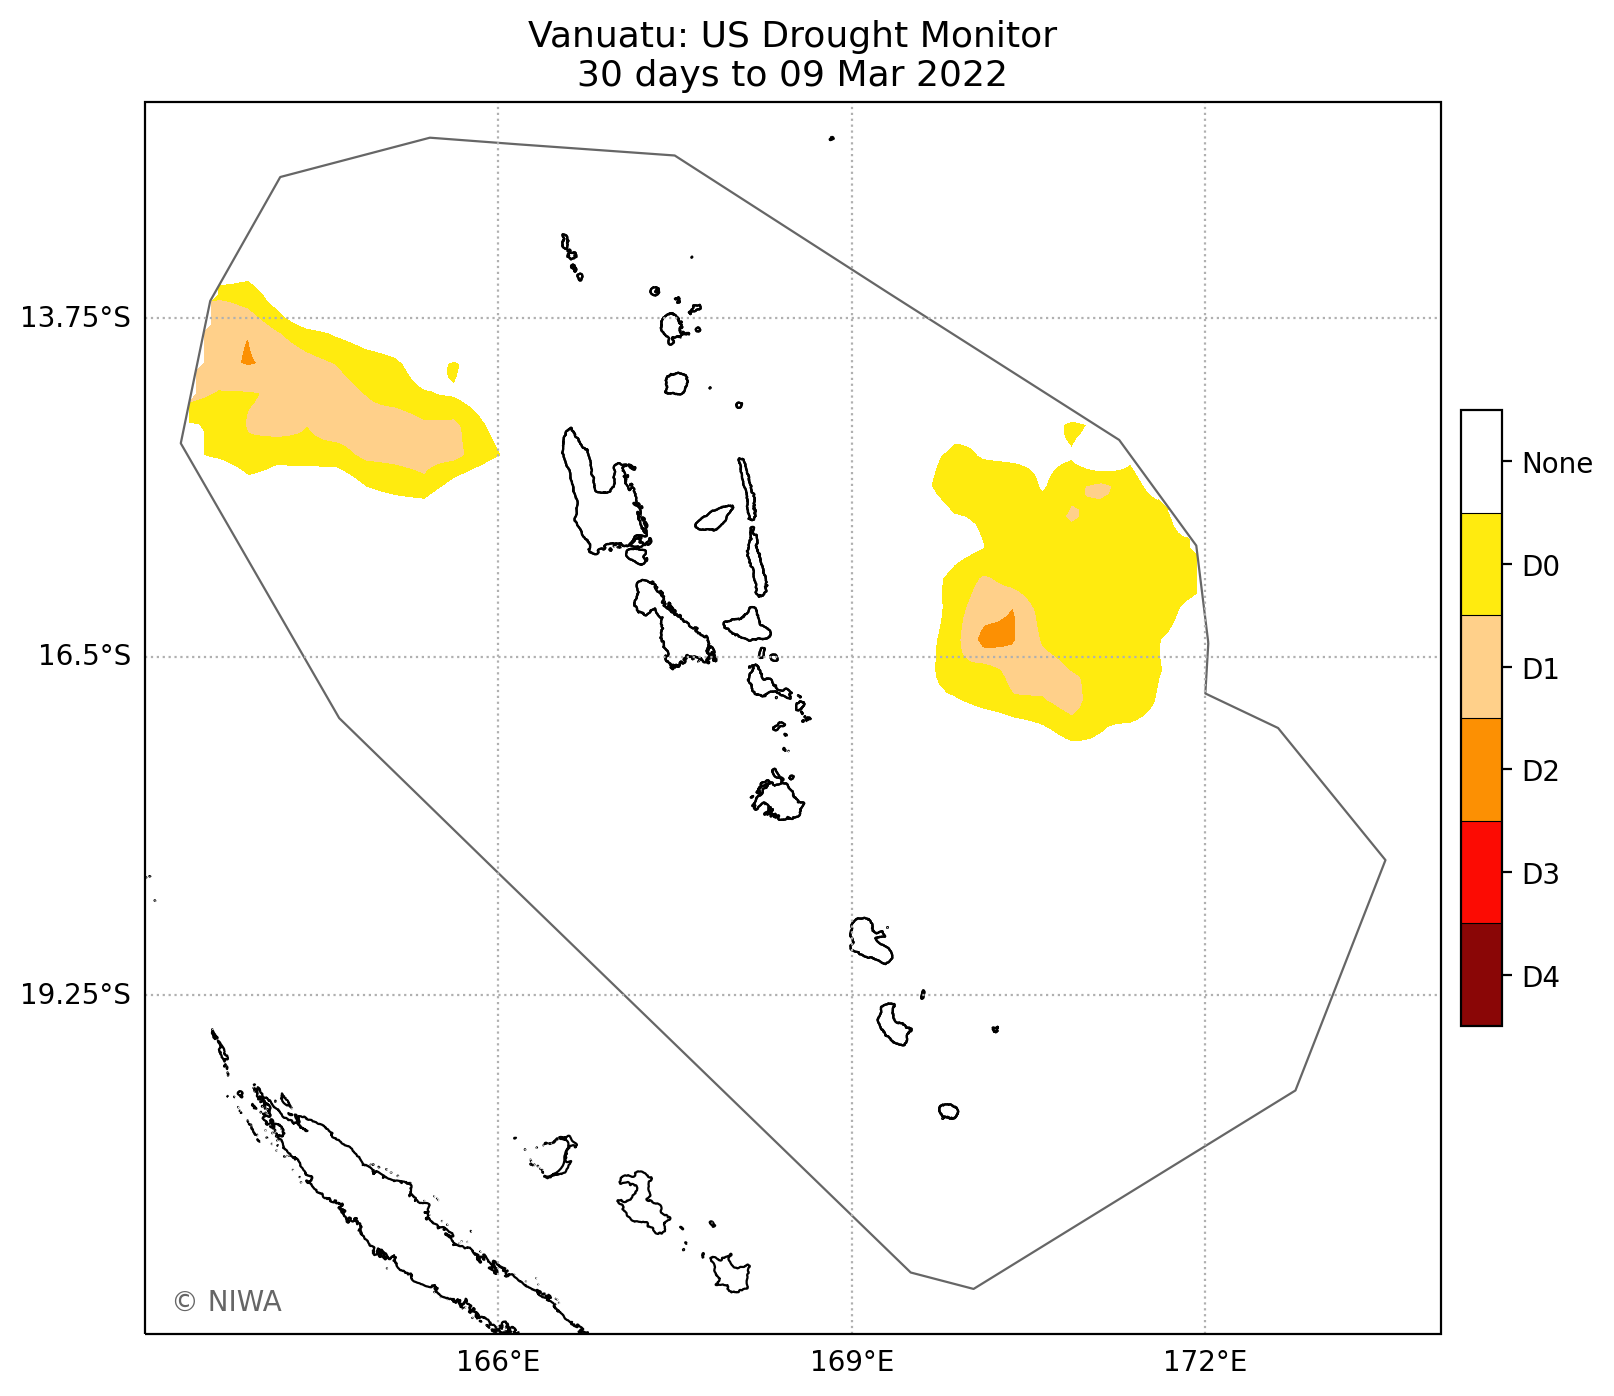 Vanuatu: US Drought Monitor
30 days to 09 Mar 2022
13.75°S
16.5°S
19.25°S
166°E
169°E
172°E
None
D0
D1
D2
D3
D4
© NIWA